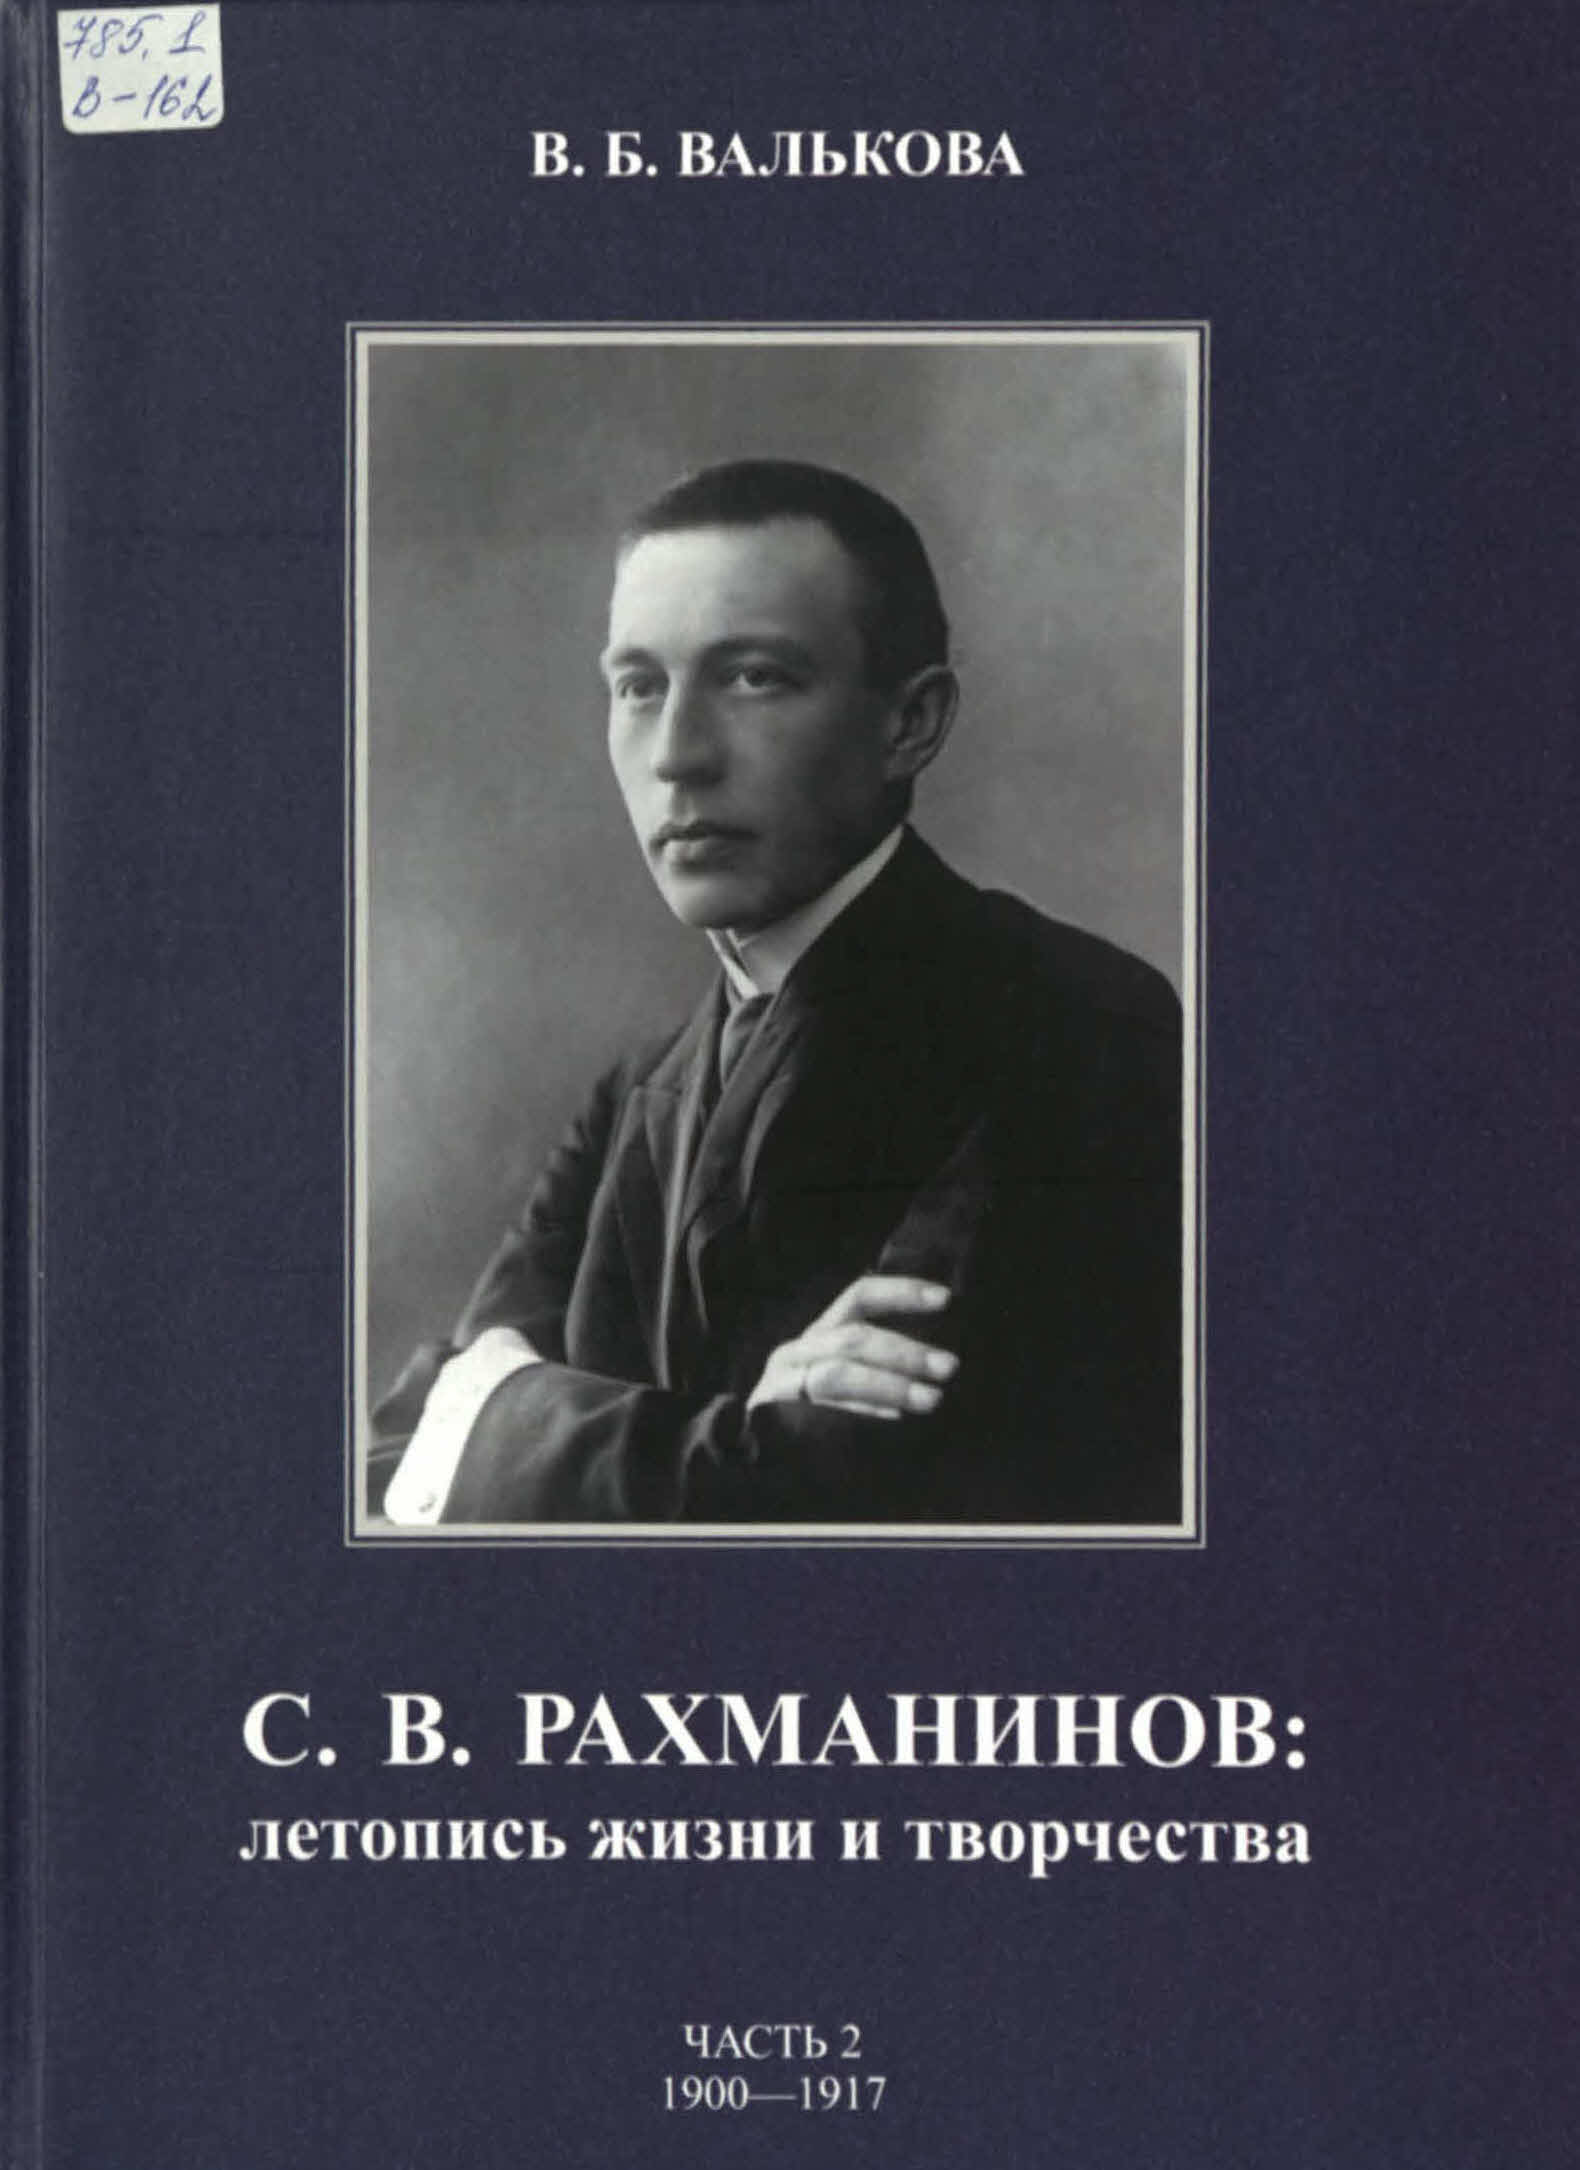 785.1
В-162
В. Б. ВАЛЬКОВА
С. В. РАХМАНИНОВ:
летопись жизни и творчества
ЧАСТЬ 2
1900—1917